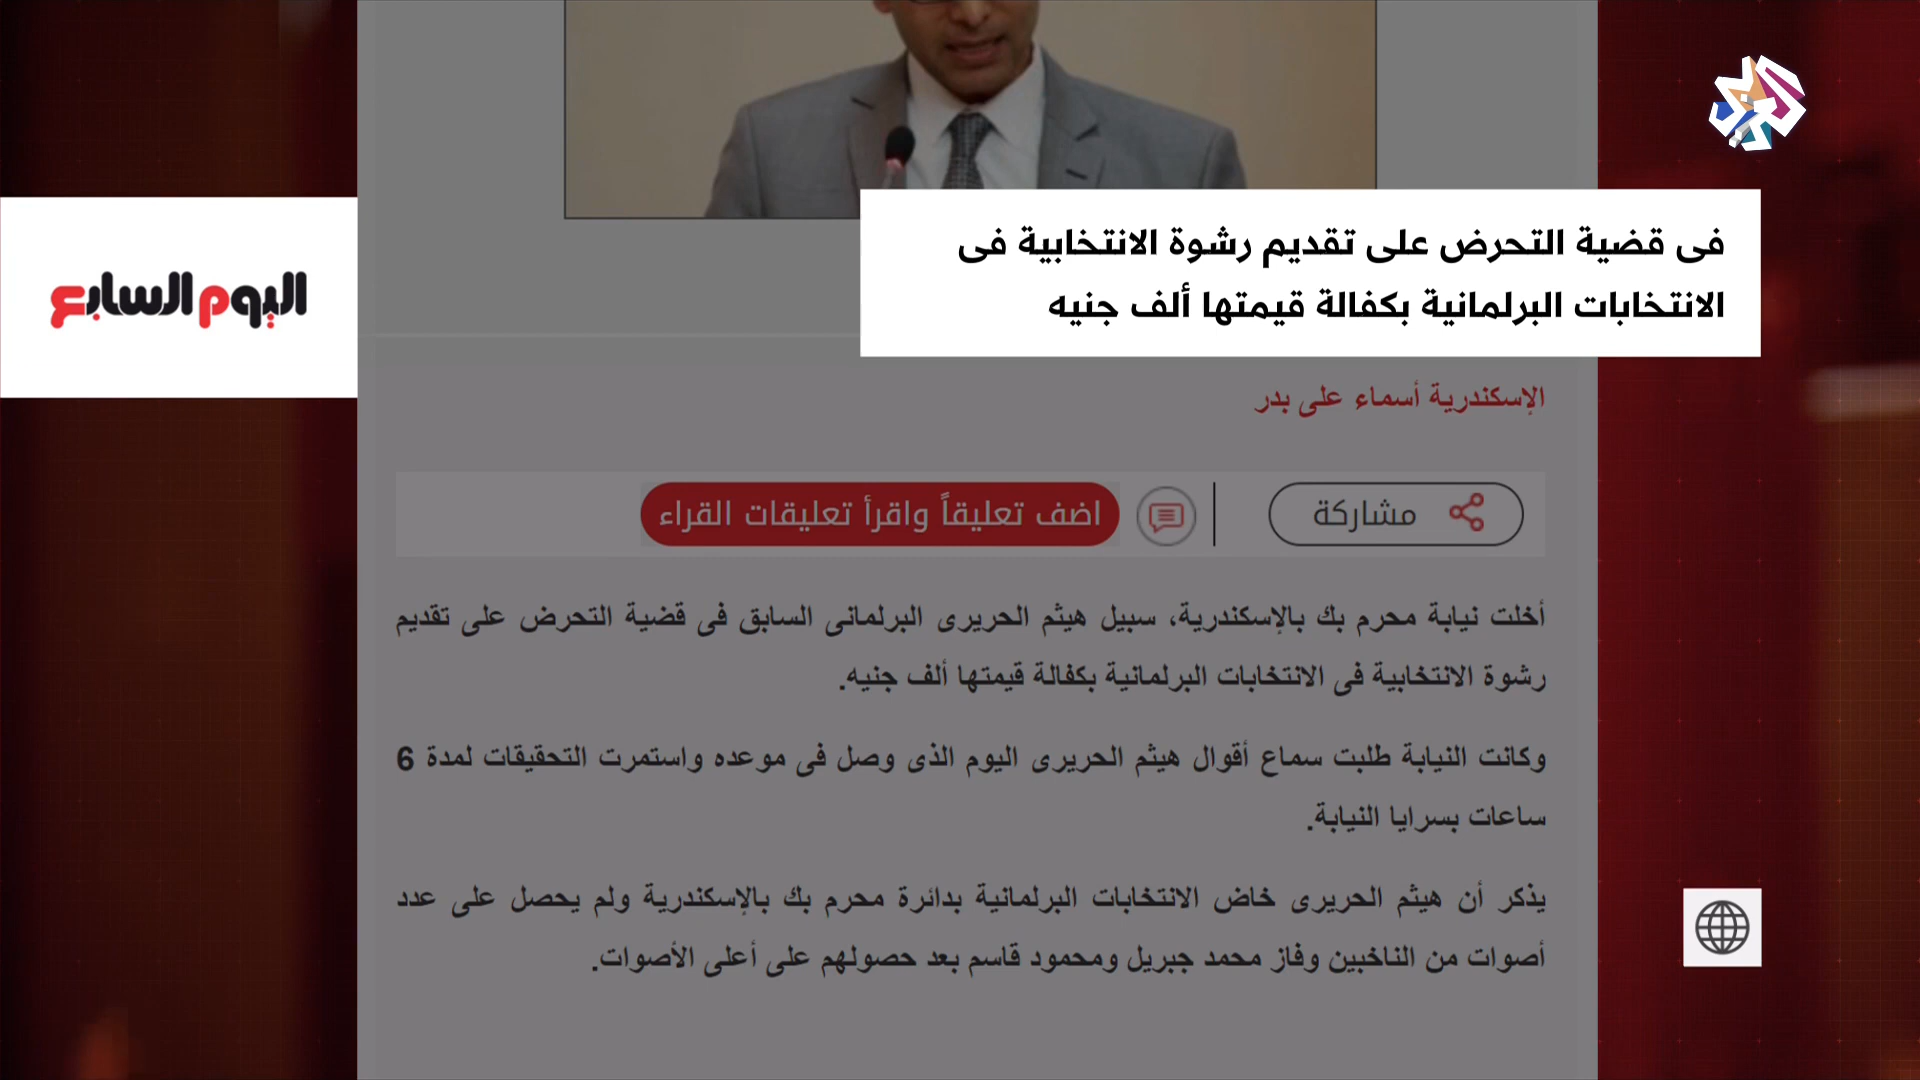 فى قضية التحرض على تقديم رشوة الانتخابية فى
الانتخابات البرلمانية بكفالة قيمتها ألف جنيه
اليوم السابع
الإسكندرية أسماء على بدر
مشاركة
اضف تعليقاً واقرأ تعليقات القراء
أخلت نيابة محرم بك بالإسكندرية، سبيل هيثم الحريرى البرلمانى السابق فى قضية التحرض على تقديم
رشوة الانتخابية فى الانتخابات البرلمانية بكفالة قيمتها ألف جنيه.
وكانت النيابة طلبت سماع أقوال هيثم الحريرى اليوم الذى وصل فى موعده واستمرت التحقيقات لمدة 6
ساعات بسرايا النيابة.
يذكر أن هيثم الحريرى خاض الانتخابات البرلمانية بدائرة محرم بك بالإسكندرية ولم يحصل على عدد
أصوات من الناخبين وفاز محمد جبريل ومحمود قاسم بعد حصولهم على أعلى الأصوات.